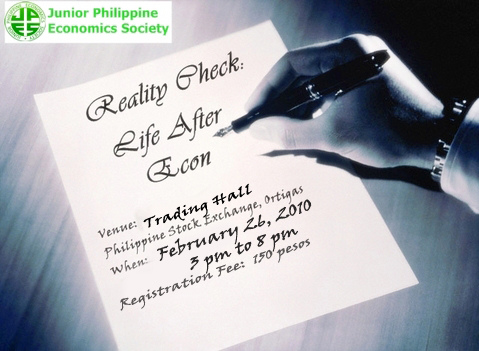 Junior Philippine
Economics Society
Reality Check:
Life After
Econ
Venue: Trading Hall
Philippine Stock Exchange, Ortigas
When: February 26, 2010
3 pm to 8 pm
Registration Fee: 150 pesos